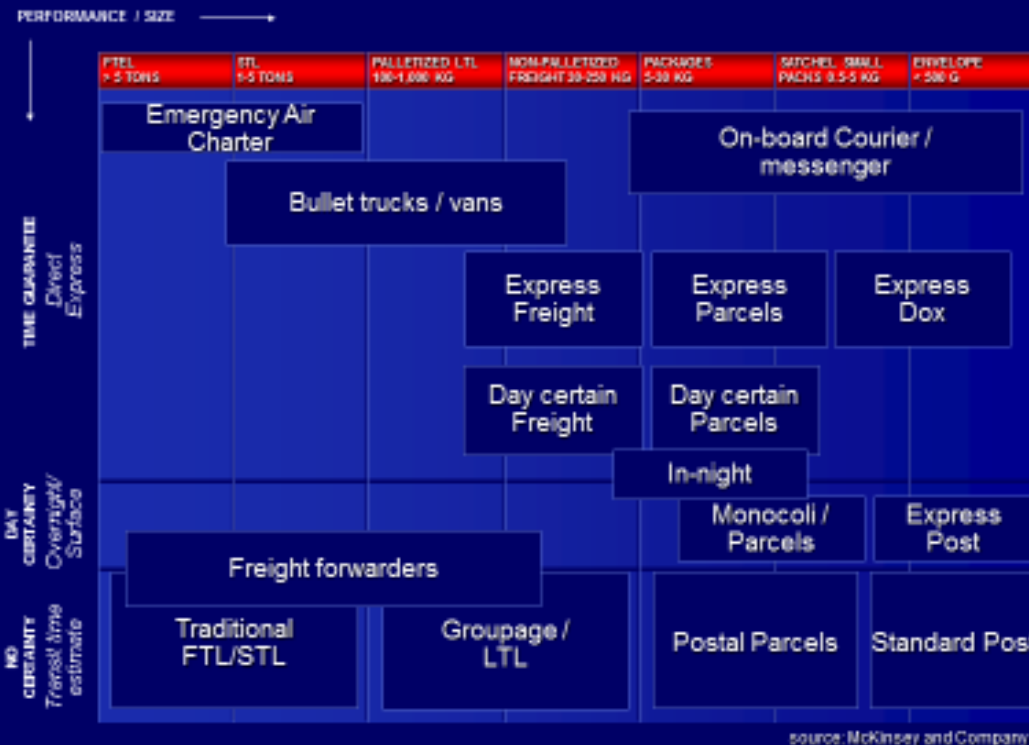 PERFORMANCE / SIZE
FTEL
> 5 TONS
STL
1-5 TONS
PALLETIZED LTL
100-1,000 KG
NON-PALLETIZED
FREIGHT 30-250 KG
PACKAGES
5-30 KG
SATCHEL SMALL
PACKS 0.5-5 KG
ENVELOPE
< 500 G
Emergency Air
Charter
On-board Courier /
messenger
Bullet trucks / vans
TIME GUARANTEE
Direct
Express
Express
Freight
Express
Parcels
Express
Dox
Day certain
Freight
Day certain
Parcels
In-night
DAY
CERTAINTY
Overnight/
Surface
Monocoli /
Parcels
Express
Post
Freight forwarders
NO
CERTAINTY
Transit time
estimate
Traditional
FTL/STL
Groupage /
LTL
Postal Parcels
Standard Pos
source: McKinsey and Company